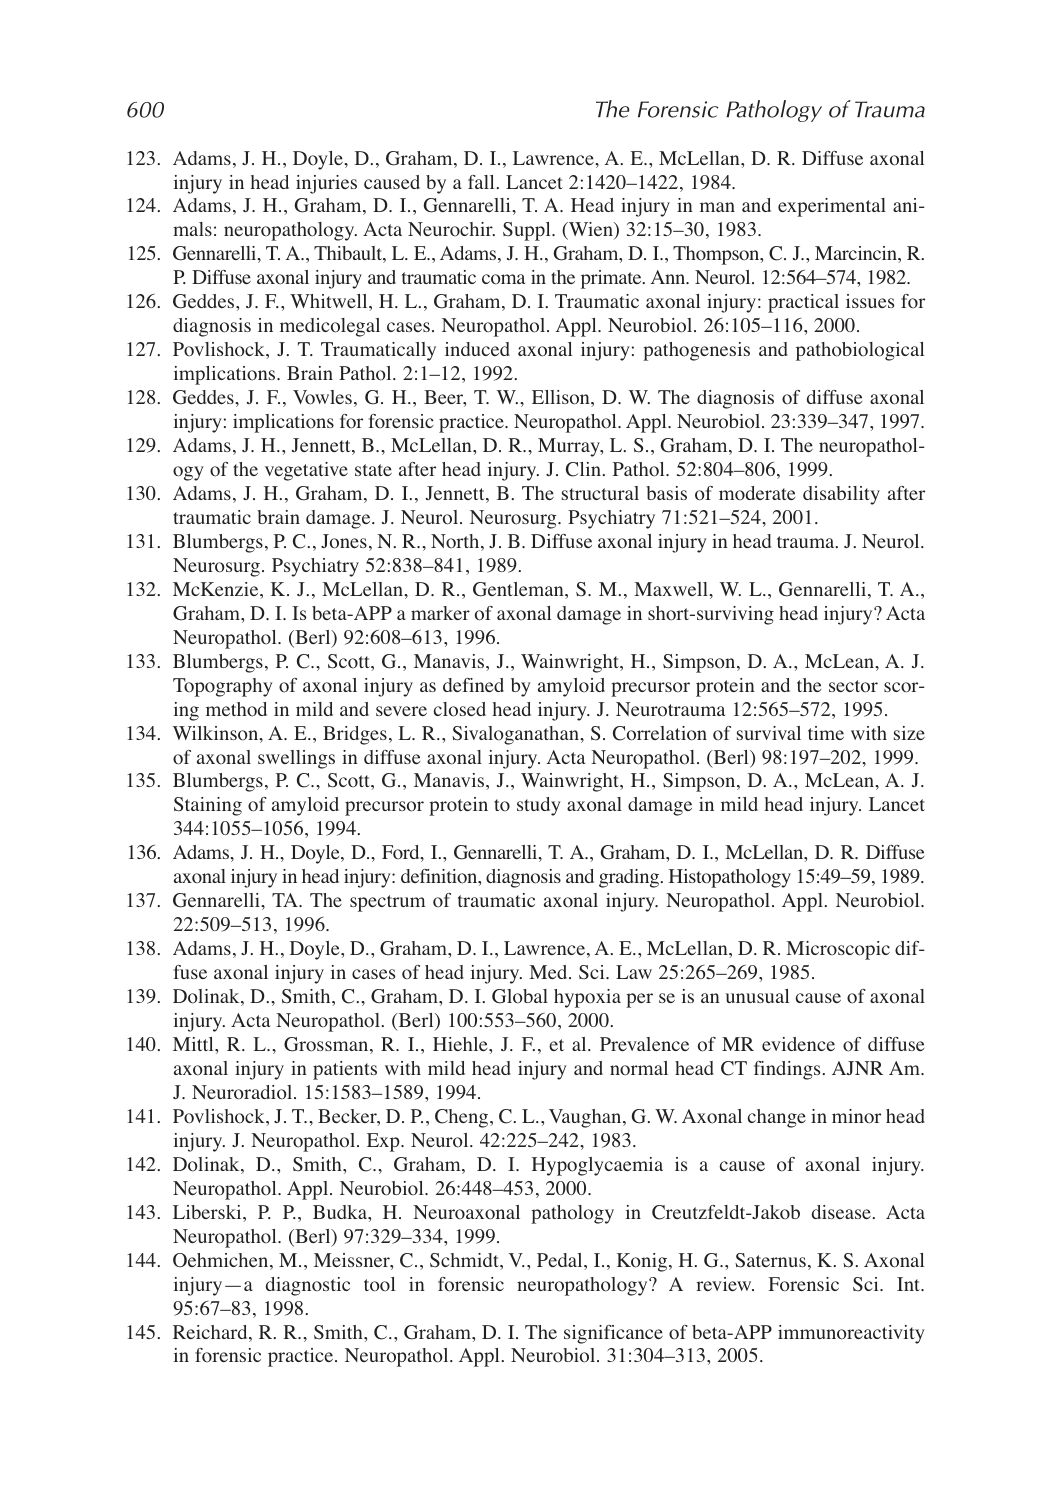 600 The Forensic Pathology of Trauma
123. Adams, J. H., Doyle, D., Graham, D. I., Lawrence, A. E., McLellan, D. R. Diffuse axonal
injury in head injuries caused by a fall. Lancet 2:1420–1422, 1984.
124. Adams, J. H., Graham, D. I., Gennarelli, T. A. Head injury in man and experimental ani-
mals: neuropathology. Acta Neurochir. Suppl. (Wien) 32:15–30, 1983.
125. Gennarelli, T. A., Thibault, L. E., Adams, J. H., Graham, D. I., Thompson, C. J., Marcincin, R.
P. Diffuse axonal injury and traumatic coma in the primate. Ann. Neurol. 12:564–574, 1982.
126. Geddes, J. F., Whitwell, H. L., Graham, D. I. Traumatic axonal injury: practical issues for
diagnosis in medicolegal cases. Neuropathol. Appl. Neurobiol. 26:105–116, 2000.
127. Povlishock, J. T. Traumatically induced axonal injury: pathogenesis and pathobiological
implications. Brain Pathol. 2:1–12, 1992.
128. Geddes, J. F., Vowles, G. H., Beer, T. W., Ellison, D. W. The diagnosis of diffuse axonal
injury: implications for forensic practice. Neuropathol. Appl. Neurobiol. 23:339–347, 1997.
129. Adams, J. H., Jennett, B., McLellan, D. R., Murray, L. S., Graham, D. I. The neuropathol-
ogy of the vegetative state after head injury. J. Clin. Pathol. 52:804–806, 1999.
130. Adams, J. H., Graham, D. I., Jennett, B. The structural basis of moderate disability after
traumatic brain damage. J. Neurol. Neurosurg. Psychiatry 71:521–524, 2001.
131. Blumbergs, P. C., Jones, N. R., North, J. B. Diffuse axonal injury in head trauma. J. Neurol.
Neurosurg. Psychiatry 52:838–841, 1989.
132. McKenzie, K. J., McLellan, D. R., Gentleman, S. M., Maxwell, W. L., Gennarelli, T. A.,
Graham, D. I. Is beta-APP a marker of axonal damage in short-surviving head injury? Acta
Neuropathol. (Berl) 92:608–613, 1996.
133. Blumbergs, P. C., Scott, G., Manavis, J., Wainwright, H., Simpson, D. A., McLean, A. J.
Topography of axonal injury as defined by amyloid precursor protein and the sector scor-
ing method in mild and severe closed head injury. J. Neurotrauma 12:565–572, 1995.
134. Wilkinson, A. E., Bridges, L. R., Sivaloganathan, S. Correlation of survival time with size
of axonal swellings in diffuse axonal injury. Acta Neuropathol. (Berl) 98:197–202, 1999.
135. Blumbergs, P. C., Scott, G., Manavis, J., Wainwright, H., Simpson, D. A., McLean, A. J.
Staining of amyloid precursor protein to study axonal damage in mild head injury. Lancet
344:1055–1056, 1994.
136. Adams, J. H., Doyle, D., Ford, I., Gennarelli, T. A., Graham, D. I., McLellan, D. R. Diffuse
axonal injury in head injury: definition, diagnosis and grading. Histopathology 15:49–59, 1989.
137. Gennarelli, TA. The spectrum of traumatic axonal injury. Neuropathol. Appl. Neurobiol.
22:509–513, 1996.
138. Adams, J. H., Doyle, D., Graham, D. I., Lawrence, A. E., McLellan, D. R. Microscopic dif-
fuse axonal injury in cases of head injury. Med. Sci. Law 25:265–269, 1985.
139. Dolinak, D., Smith, C., Graham, D. I. Global hypoxia per se is an unusual cause of axonal
injury. Acta Neuropathol. (Berl) 100:553–560, 2000.
140. Mittl, R. L., Grossman, R. I., Hiehle, J. F., et al. Prevalence of MR evidence of diffuse
axonal injury in patients with mild head injury and normal head CT findings. AJNR Am.
J. Neuroradiol. 15:1583–1589, 1994.
141. Povlishock, J. T., Becker, D. P., Cheng, C. L., Vaughan, G. W. Axonal change in minor head
injury. J. Neuropathol. Exp. Neurol. 42:225–242, 1983.
142. Dolinak, D., Smith, C., Graham, D. I. Hypoglycaemia is a cause of axonal injury.
Neuropathol. Appl. Neurobiol. 26:448–453, 2000.
143. Liberski, P. P., Budka, H. Neuroaxonal pathology in Creutzfeldt-Jakob disease. Acta
Neuropathol. (Berl) 97:329–334, 1999.
144. Oehmichen, M., Meissner, C., Schmidt, V., Pedal, I., Konig, H. G., Saternus, K. S. Axonal
injury—a diagnostic tool in forensic neuropathology? A review. Forensic Sci. Int.
95:67–83, 1998.
145. Reichard, R. R., Smith, C., Graham, D. I. The significance of beta-APP immunoreactivity
in forensic practice. Neuropathol. Appl. Neurobiol. 31:304–313, 2005.